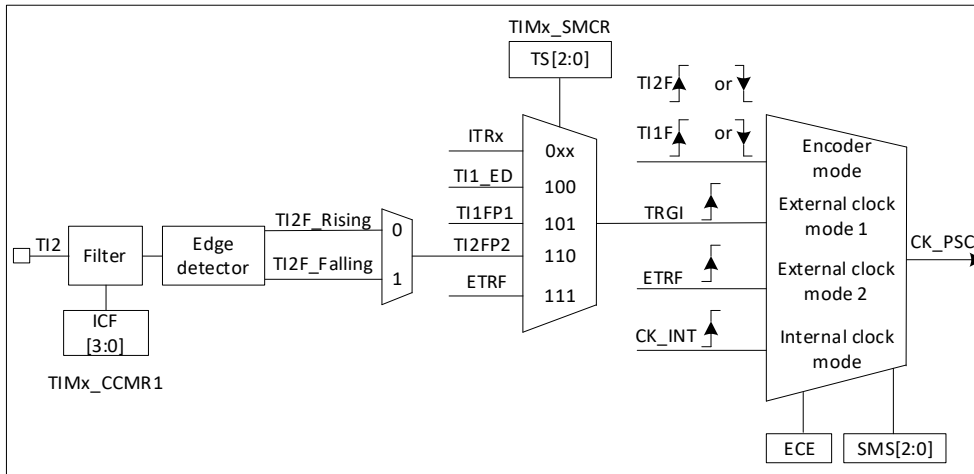 TIMx_SMCR
TS[2:0]
TI2F or
TI1F or
ITRx
0xx
Encoder
mode
TI1_ED
100
TRGI
External clock
mode 1
TI1FP1
101
TI2
Filter
Edge
detector
TI2F_Rising
0
TI2F_Falling
1
TI2FP2
110
CK_PSC
ETRF
111
ETRF
External clock
mode 2
ICF
[3:0]
TIMx_CCMR1
CK_INT
Internal clock
mode
ECE
SMS[2:0]